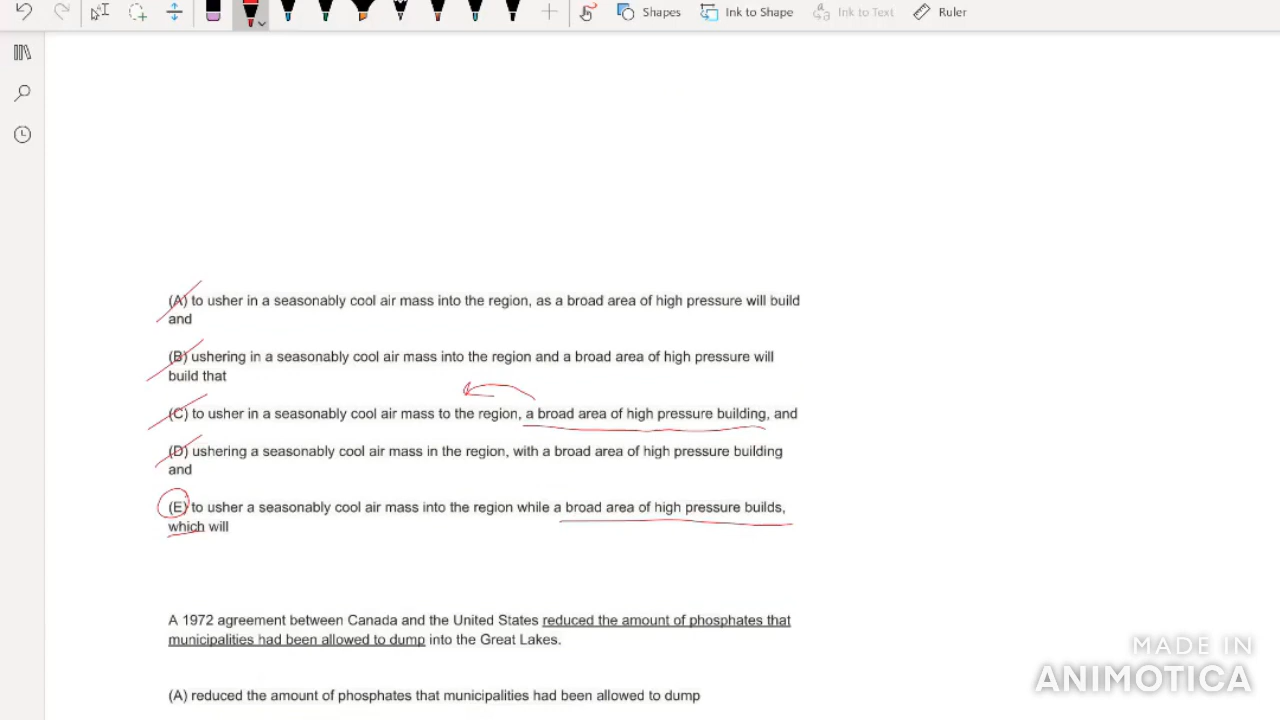 Shapes
Ink to Shape
Ink to Text
Ruler
(A) to usher in a seasonably cool air mass into the region, as a broad area of high pressure will build
and
(B) ushering in a seasonably cool air mass into the region and a broad area of high pressure will
build that
(C) to usher in a seasonably cool air mass to the region, a broad area of high pressure building, and
(D) ushering a seasonably cool air mass in the region, with a broad area of high pressure building
and
(E) to usher a seasonably cool air mass into the region while a broad area of high pressure builds,
which will
A 1972 agreement between Canada and the United States reduced the amount of phosphates that
municipalities had been allowed to dump into the Great Lakes.
(A) reduced the amount of phosphates that municipalities had been allowed to dump
MADE IN
ANIMOTICA